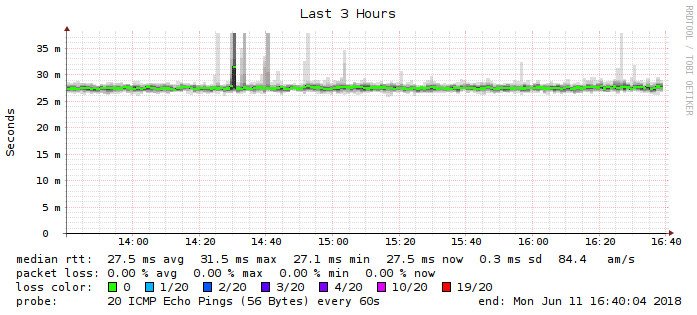 Last 3 Hours
RRDTOOL / TOBI OETIKER
Seconds
35 m
30 m
25 m
20 m
15 m
10 m
5 m
0
14:00 14:20 14:40 15:00 15:20 15:40 16:00 16:20 16:40
median rtt: 27.5 ms avg 31.5 ms max 27.1 ms min 27.5 ms now 0.3 ms sd 84.4 am/s
packet loss: 0.00 % avg 0.00 % max 0.00 % min 0.00 % now
loss color: 0 1/20 2/20 3/20 4/20 10/20 19/20
probe: 20 ICMP Echo Pings (56 Bytes) every 60s end: Mon Jun 11 16:40:04 2018